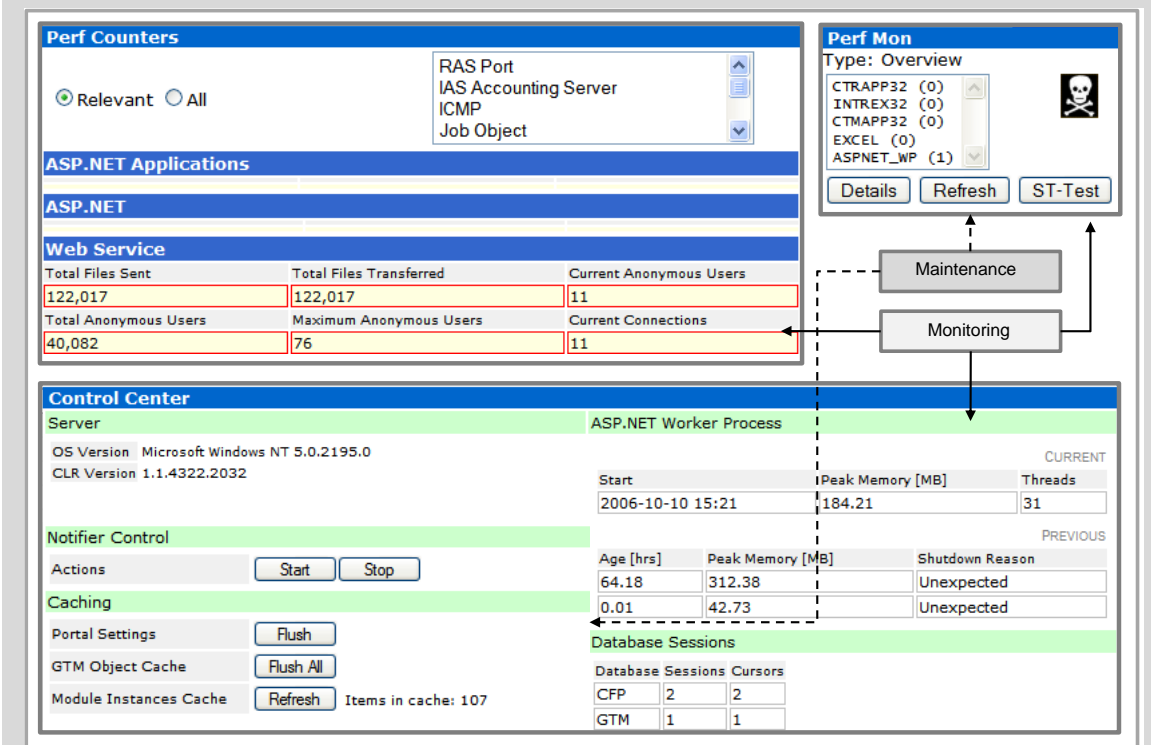 Perf Counters
Relevant All
RAS Port
IAS Accounting Server
ICMP
Job Object
ASP.NET Applications
ASP.NET
Web Service
Total Files Sent Total Files Transferred Current Anonymous Users
122,017 122,017 11
Total Anonymous Users Maximum Anonymous Users Current Connections
40,082 76 11
Perf Mon
Type: Overview
CTRAPP32 (0)
INTREX32 (0)
CTMAPP32 (0)
EXCEL (0)
ASPNET_WP (1)
Details Refresh ST-Test
Maintenance
Monitoring
Control Center
Server
OS Version Microsoft Windows NT 5.0.2195.0
CLR Version 1.1.4322.2032
Notifier Control
Actions Start Stop
Caching
Portal Settings Flush
GTM Object Cache Flush All
Module Instances Cache Refresh Items in cache: 107
ASP.NET Worker Process
CURRENT
Start Peak Memory [MB] Threads
2006-10-10 15:21 184.21 31
PREVIOUS
Age [hrs] Peak Memory [MB] Shutdown Reason
64.18 312.38 Unexpected
0.01 42.73 Unexpected
Database Sessions
Database Sessions Cursors
CFP 2 2
GTM 1 1